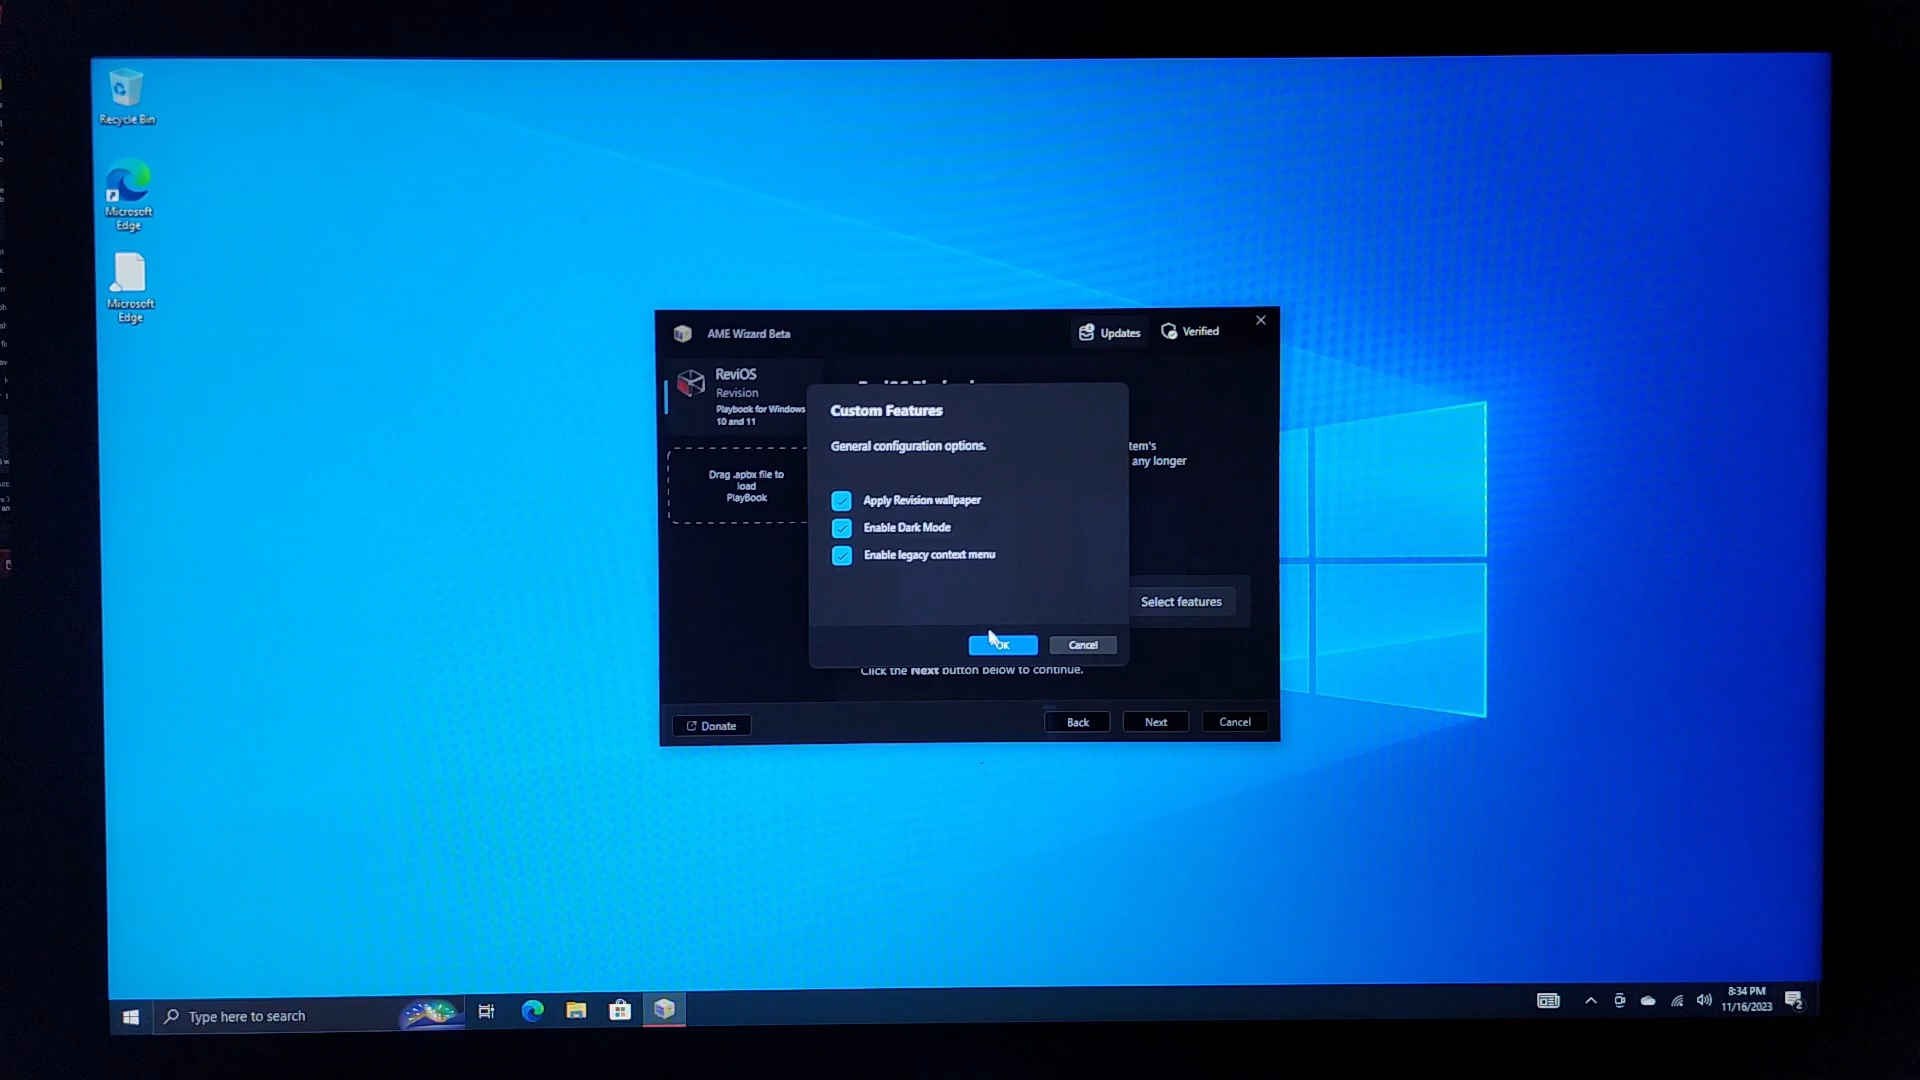 Recycle Bin
Microsoft
Edge
Microsoft
Edge
AME Wizard Beta
Updates
Verified
ReviOS
Revision
Playbook for Windows
10 and 11
Drag .apbx file to
load
PlayBook
Custom Features
General configuration options.
tem's
any longer
Apply Revision wallpaper
Enable Dark Mode
Enable legacy context menu
Select features
OK
Cancel
Click the Next button below to continue.
Donate
Back
Next
Cancel
Type here to search
8:34 PM
11/16/2023
2